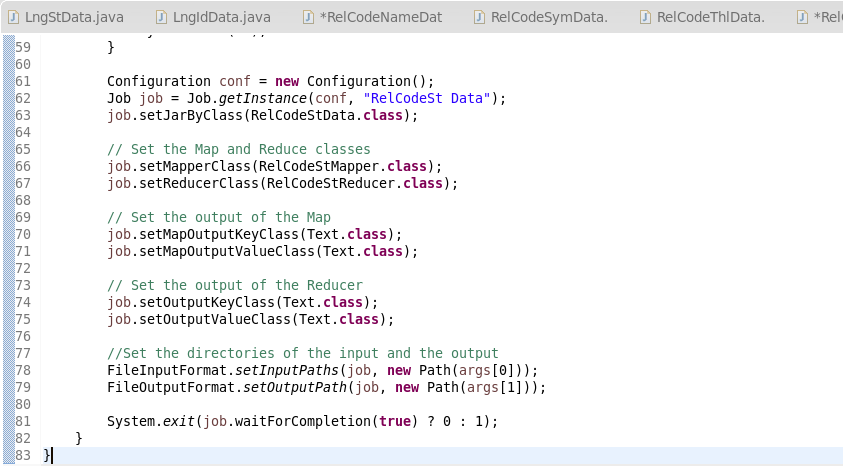 LngStData.java LngIdData.java *RelCodeNameDat RelCodeSymData. RelCodeThlData. *Rel
59 }
60
61 Configuration conf = new Configuration();
62 Job job = Job.getInstance(conf, "RelCodeSt Data");
63 job.setJarByClass(RelCodeStData.class);
64
65 // Set the Map and Reduce classes
66 job.setMapperClass(RelCodeStMapper.class);
67 job.setReducerClass(RelCodeStReducer.class);
68
69 // Set the output of the Map
70 job.setMapOutputKeyClass(Text.class);
71 job.setMapOutputValueClass(Text.class);
72
73 // Set the output of the Reducer
74 job.setOutputKeyClass(Text.class);
75 job.setOutputValueClass(Text.class);
76
77 //Set the directories of the input and the output
78 FileInputFormat.setInputPaths(job, new Path(args[0]));
79 FileOutputFormat.setOutputPath(job, new Path(args[1]));
80
81 System.exit(job.waitForCompletion(true) ? 0 : 1);
82 }
83 }